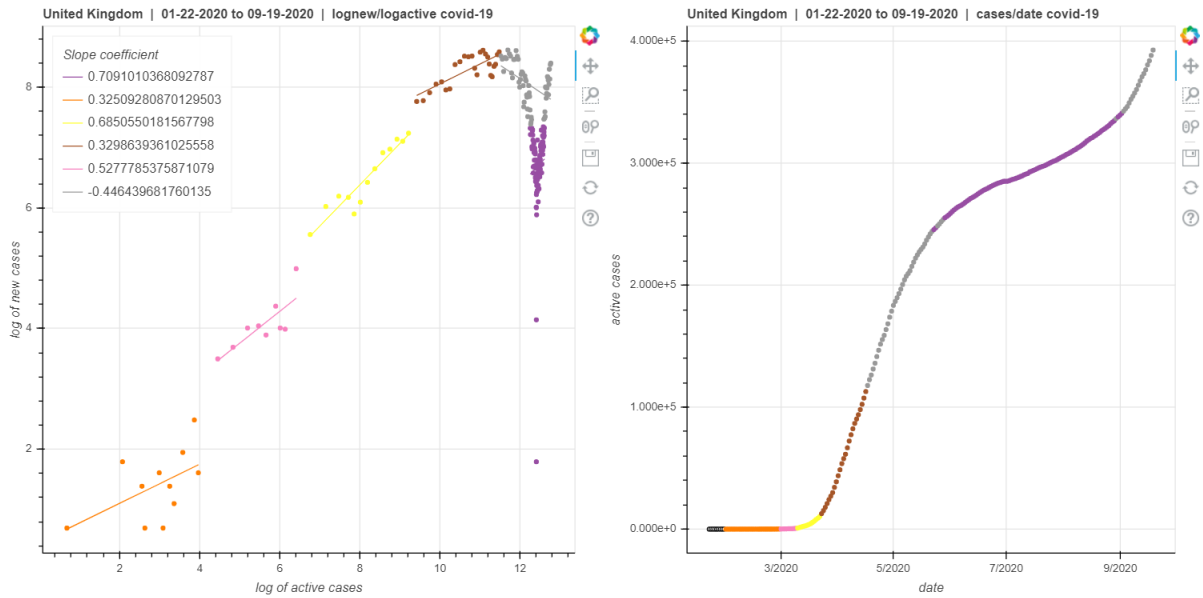 United Kingdom | 01-22-2020 to 09-19-2020 | lognew/logactive covid-19
Slope coefficient
0.7091010368092787
0.32509280870129503
0.6850550181567798
0.3298639361025558
0.5277785375871079
-0.446439681760135
8
6
4
2
log of new cases
2
4
6
8
10
12
log of active cases
United Kingdom | 01-22-2020 to 09-19-2020 | cases/date covid-19
4.000e+5
3.000e+5
2.000e+5
1.000e+5
0.000e+0
active cases
3/2020
5/2020
7/2020
9/2020
date